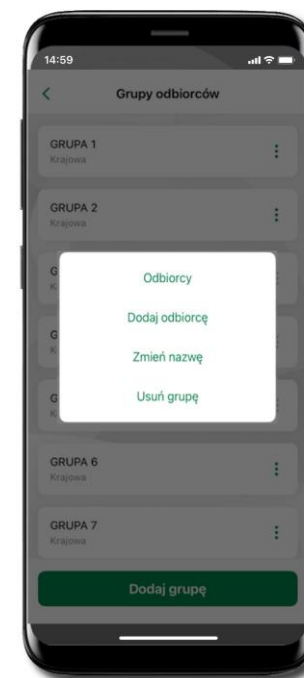 14:59
Grupy odbiorców
GRUPA 1
Krajowa
GRUPA 2
Krajowa
G
K
Odbiorcy
Dodaj odbiorcę
G
K
Zmień nazwę
G
K
Usuń grupę
GRUPA 6
Krajowa
GRUPA 7
Krajowa
Dodaj grupę